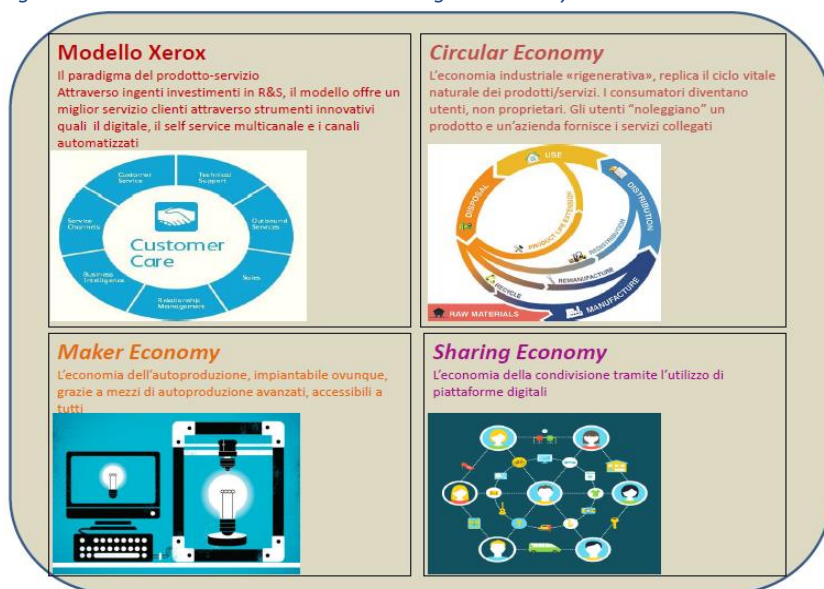 Modello Xerox
Il paradigma del prodotto-servizio
Attraverso ingenti investimenti in R&S, il modello offre un
miglior servizio clienti attraverso strumenti innovativi
quali il digitale, il self service multicanale e i canali
automatizzati
Customer
Service
Technical
Support
Service
Channels
Outbound
Services
Customer
Care
Business
Intelligence
Sales
Relationship
Management
Circular Economy
L’economia industriale «rigenerativa», replica il ciclo vitale
naturale dei prodotti/servizi. I consumatori diventano
utenti, non proprietari. Gli utenti “noleggiano” un
prodotto e un’azienda fornisce i servizi collegati
USE
DISPOSAL
DISTRIBUTION
PRODUCT LIFE EXTENSION
REDISTRIBUTION
REMANUFACTURE
RECYCLE
MANUFACTURE
RAW MATERIALS
Maker Economy
L’economia dell’autoproduzione, impiantabile ovunque,
grazie a mezzi di autoproduzione avanzati, accessibili a
tutti
Sharing Economy
L’economia della condivisione tramite l’utilizzo di
piattaforme digitali